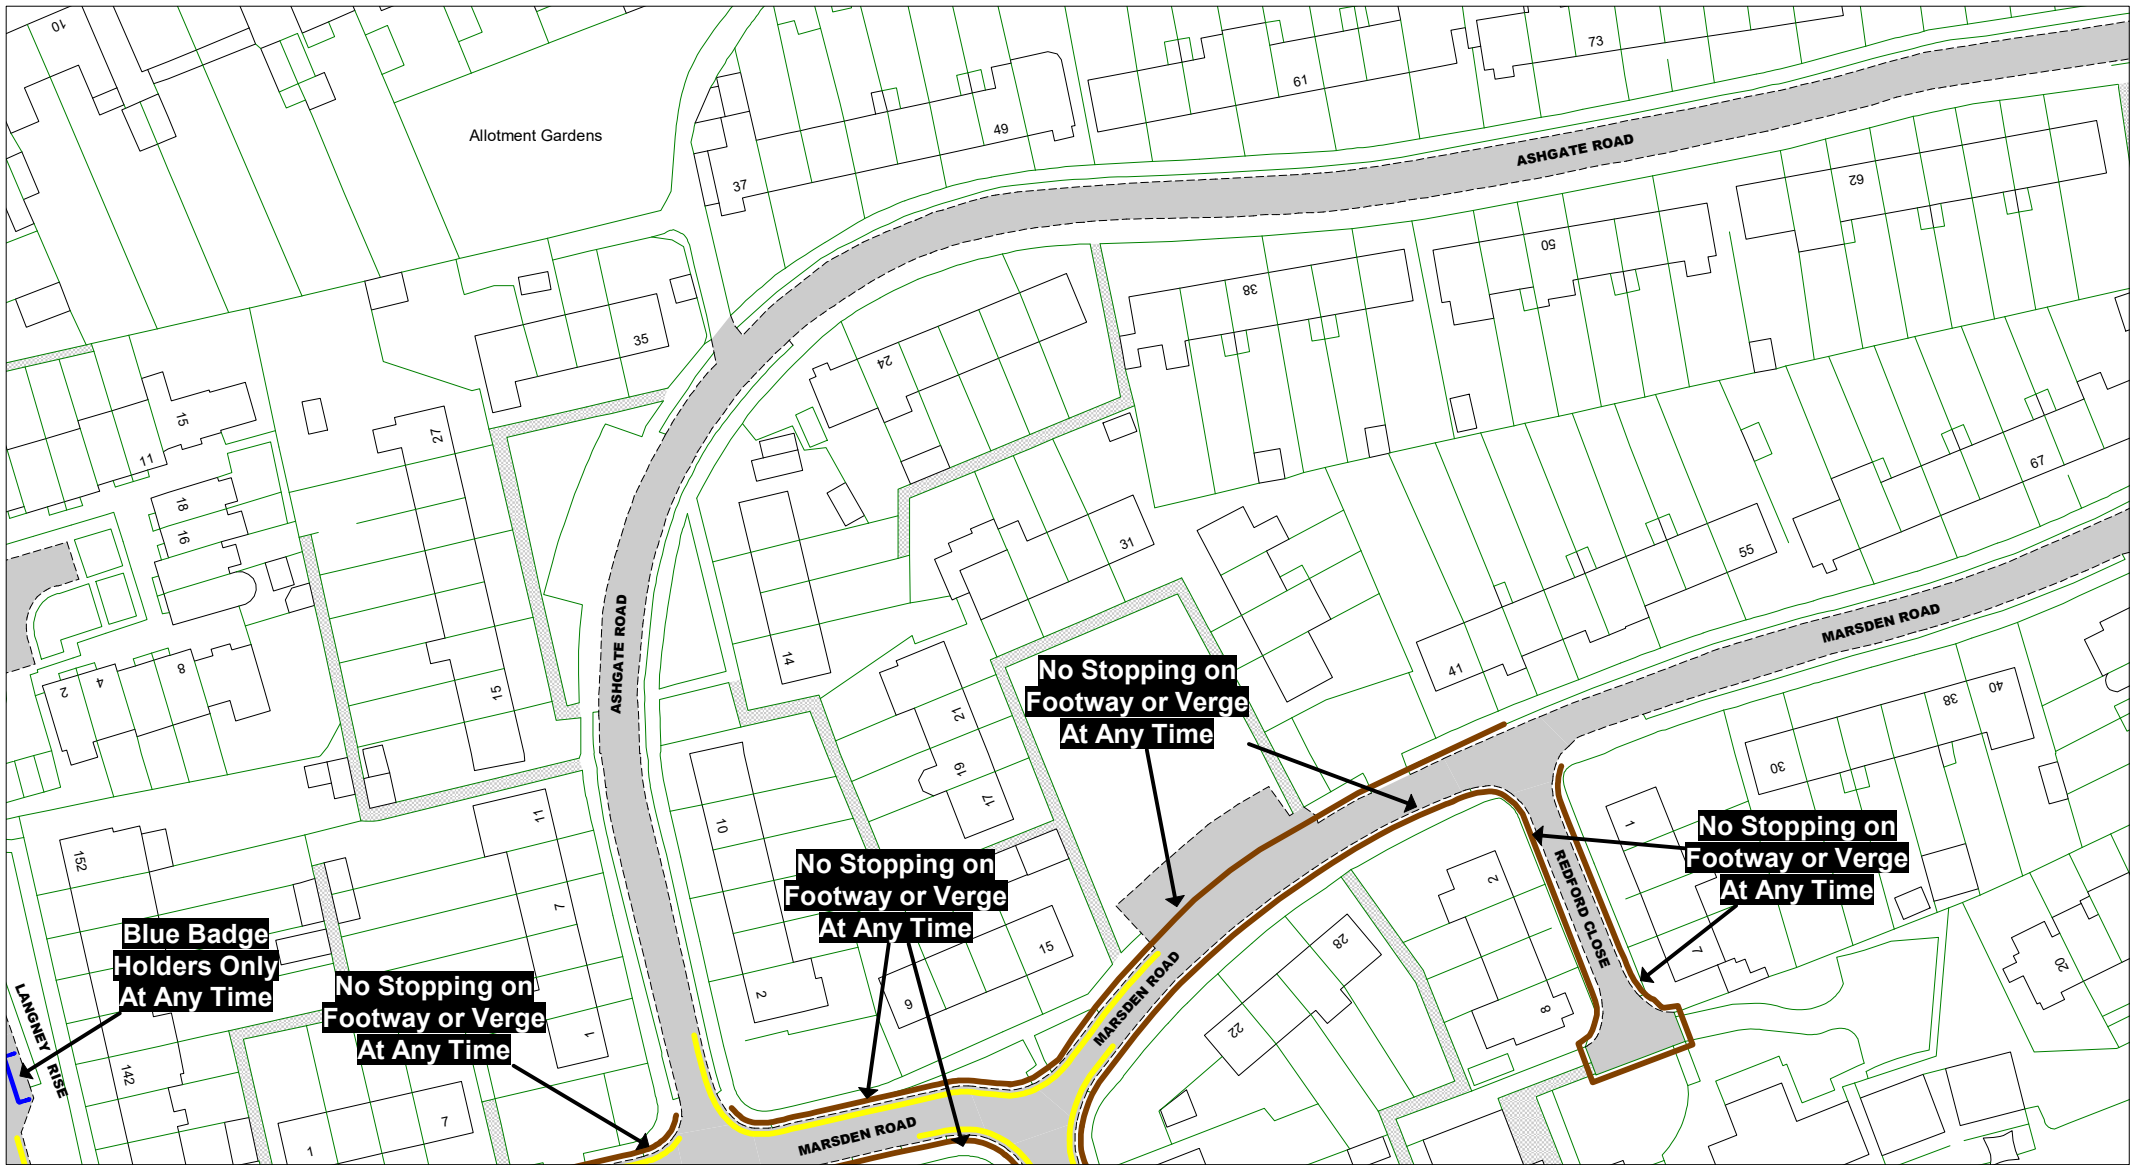 10
Allotment Gardens
73
61
49
37
ASHGATE ROAD
62
50
38
35
24
27
15
11
18
16
67
55
31
41
14
ASHGATE ROAD
MARSDEN ROAD
2
4
8
15
21
19
17
10
11
40
38
30
No Stopping on
Footway or Verge
At Any Time
1
No Stopping on
Footway or Verge
At Any Time
REDFORD CLOSE
7
2
8
20
28
22
No Stopping on
Footway or Verge
At Any Time
15
9
2
MARSDEN ROAD
152
7
1
Blue Badge
Holders Only
At Any Time
No Stopping on
Footway or Verge
At Any Time
LANGNEY RISE
142
1
7
MARSDEN ROAD